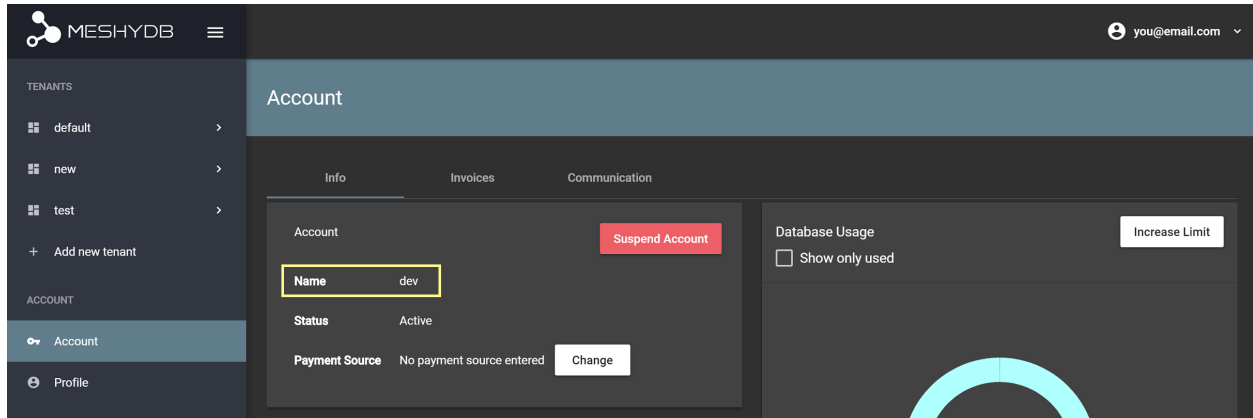 MESHYDB
you@email.com
TENANTS
default
new
test
+ Add new tenant
ACCOUNT
Account
Profile
Account
Info Invoices Communication
Account
Suspend Account
Name dev
Status Active
Payment Source No payment source entered Change
Database Usage
Increase Limit
Show only used